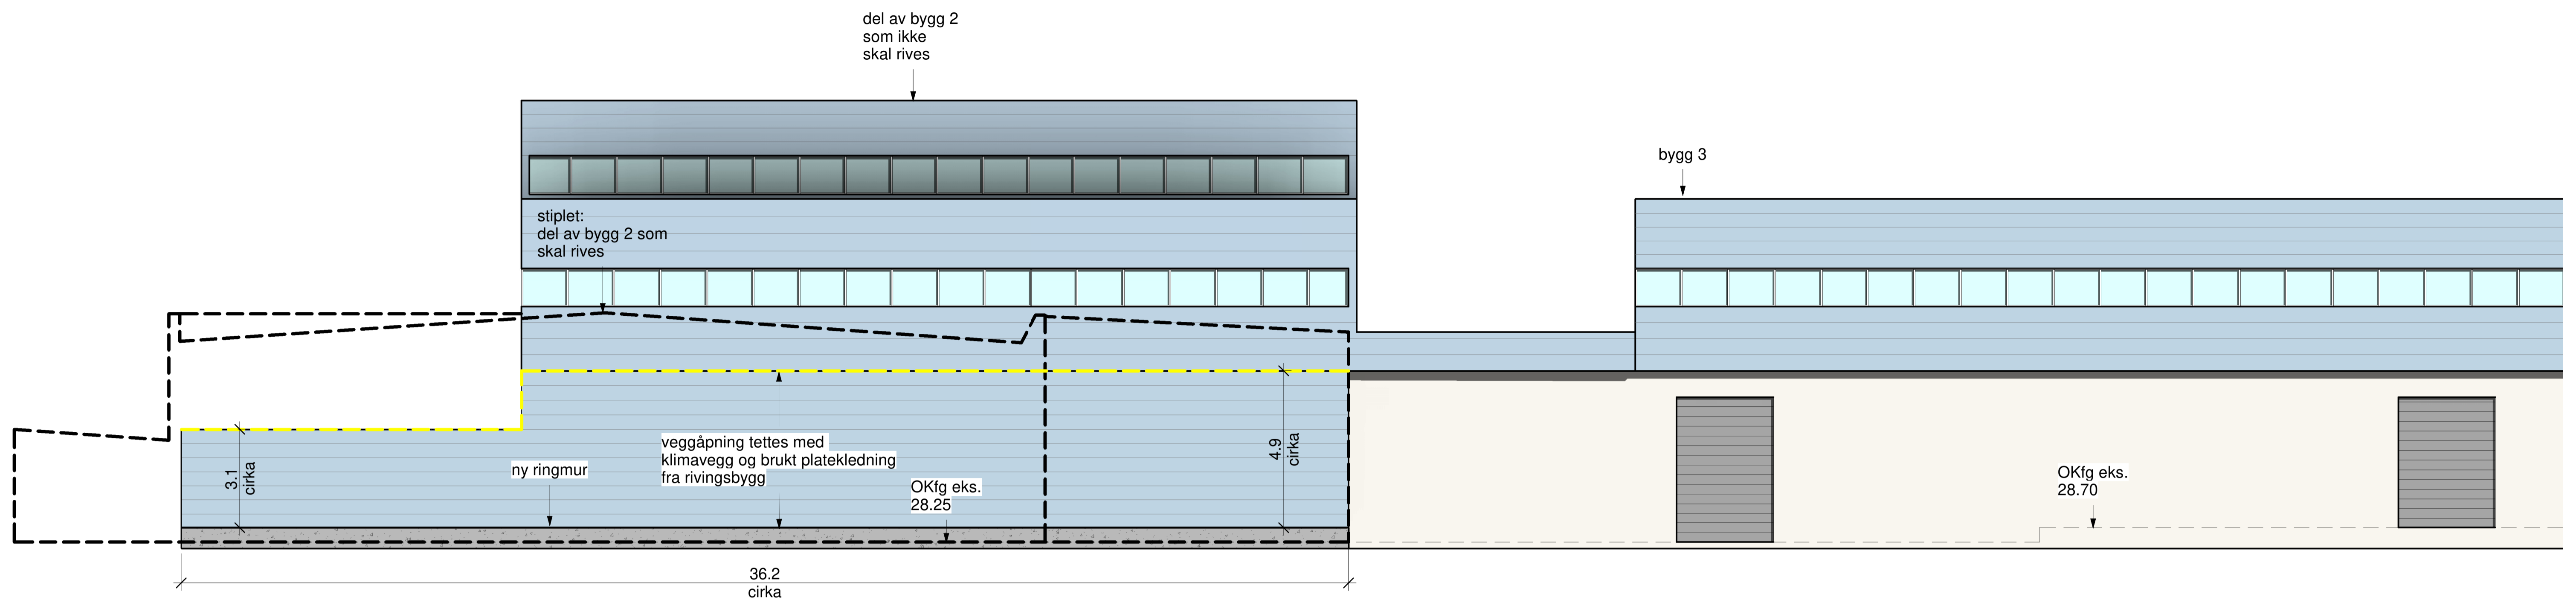 del av bygg 2
som ikke
skal rives
bygg 3
stiplet:
del av bygg 2 som
skal rives
veggåpning tettes med
klimavegg og brukt platekledning
fra rivingsbygg
ny ringmur
3.1
cirka
4.9
cirka
OKfg eks.
28.25
OKfg eks.
28.70
36.2
cirka